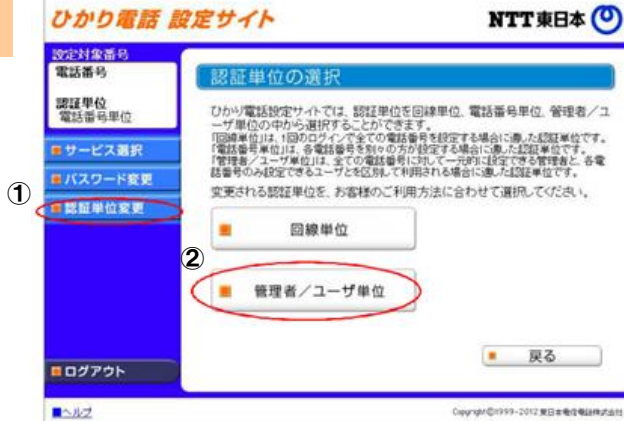 ひかり電話 設定サイト
NTT東日本
設定対象番号
電話番号
認証単位
電話番号単位
サービス選択
パスワード変更
①
認証単位変更
ログアウト
認証単位の選択
ひかり電話設定サイトでは、認証単位を回線単位、電話番号単位、管理者／ユ
ーザ単位の中から選択することができます。
「回線単位」は、1回のログインで全ての電話番号を設定する場合に適した認証単位です。
「電話番号単位」は、各電話番号を別々の方が設定する場合に適した認証単位です。
「管理者／ユーザ単位」は、全ての電話番号に対して一元的に設定できる管理者と、各電
話番号のみ設定できるユーザとを区別して利用される場合に適した認証単位です。
変更される認証単位を、お客様のご利用方法に合わせて選択してください。
回線単位
②
管理者／ユーザ単位
戻る
ヘルプ
Copyright©1999-2012 東日本電信電話株式会社